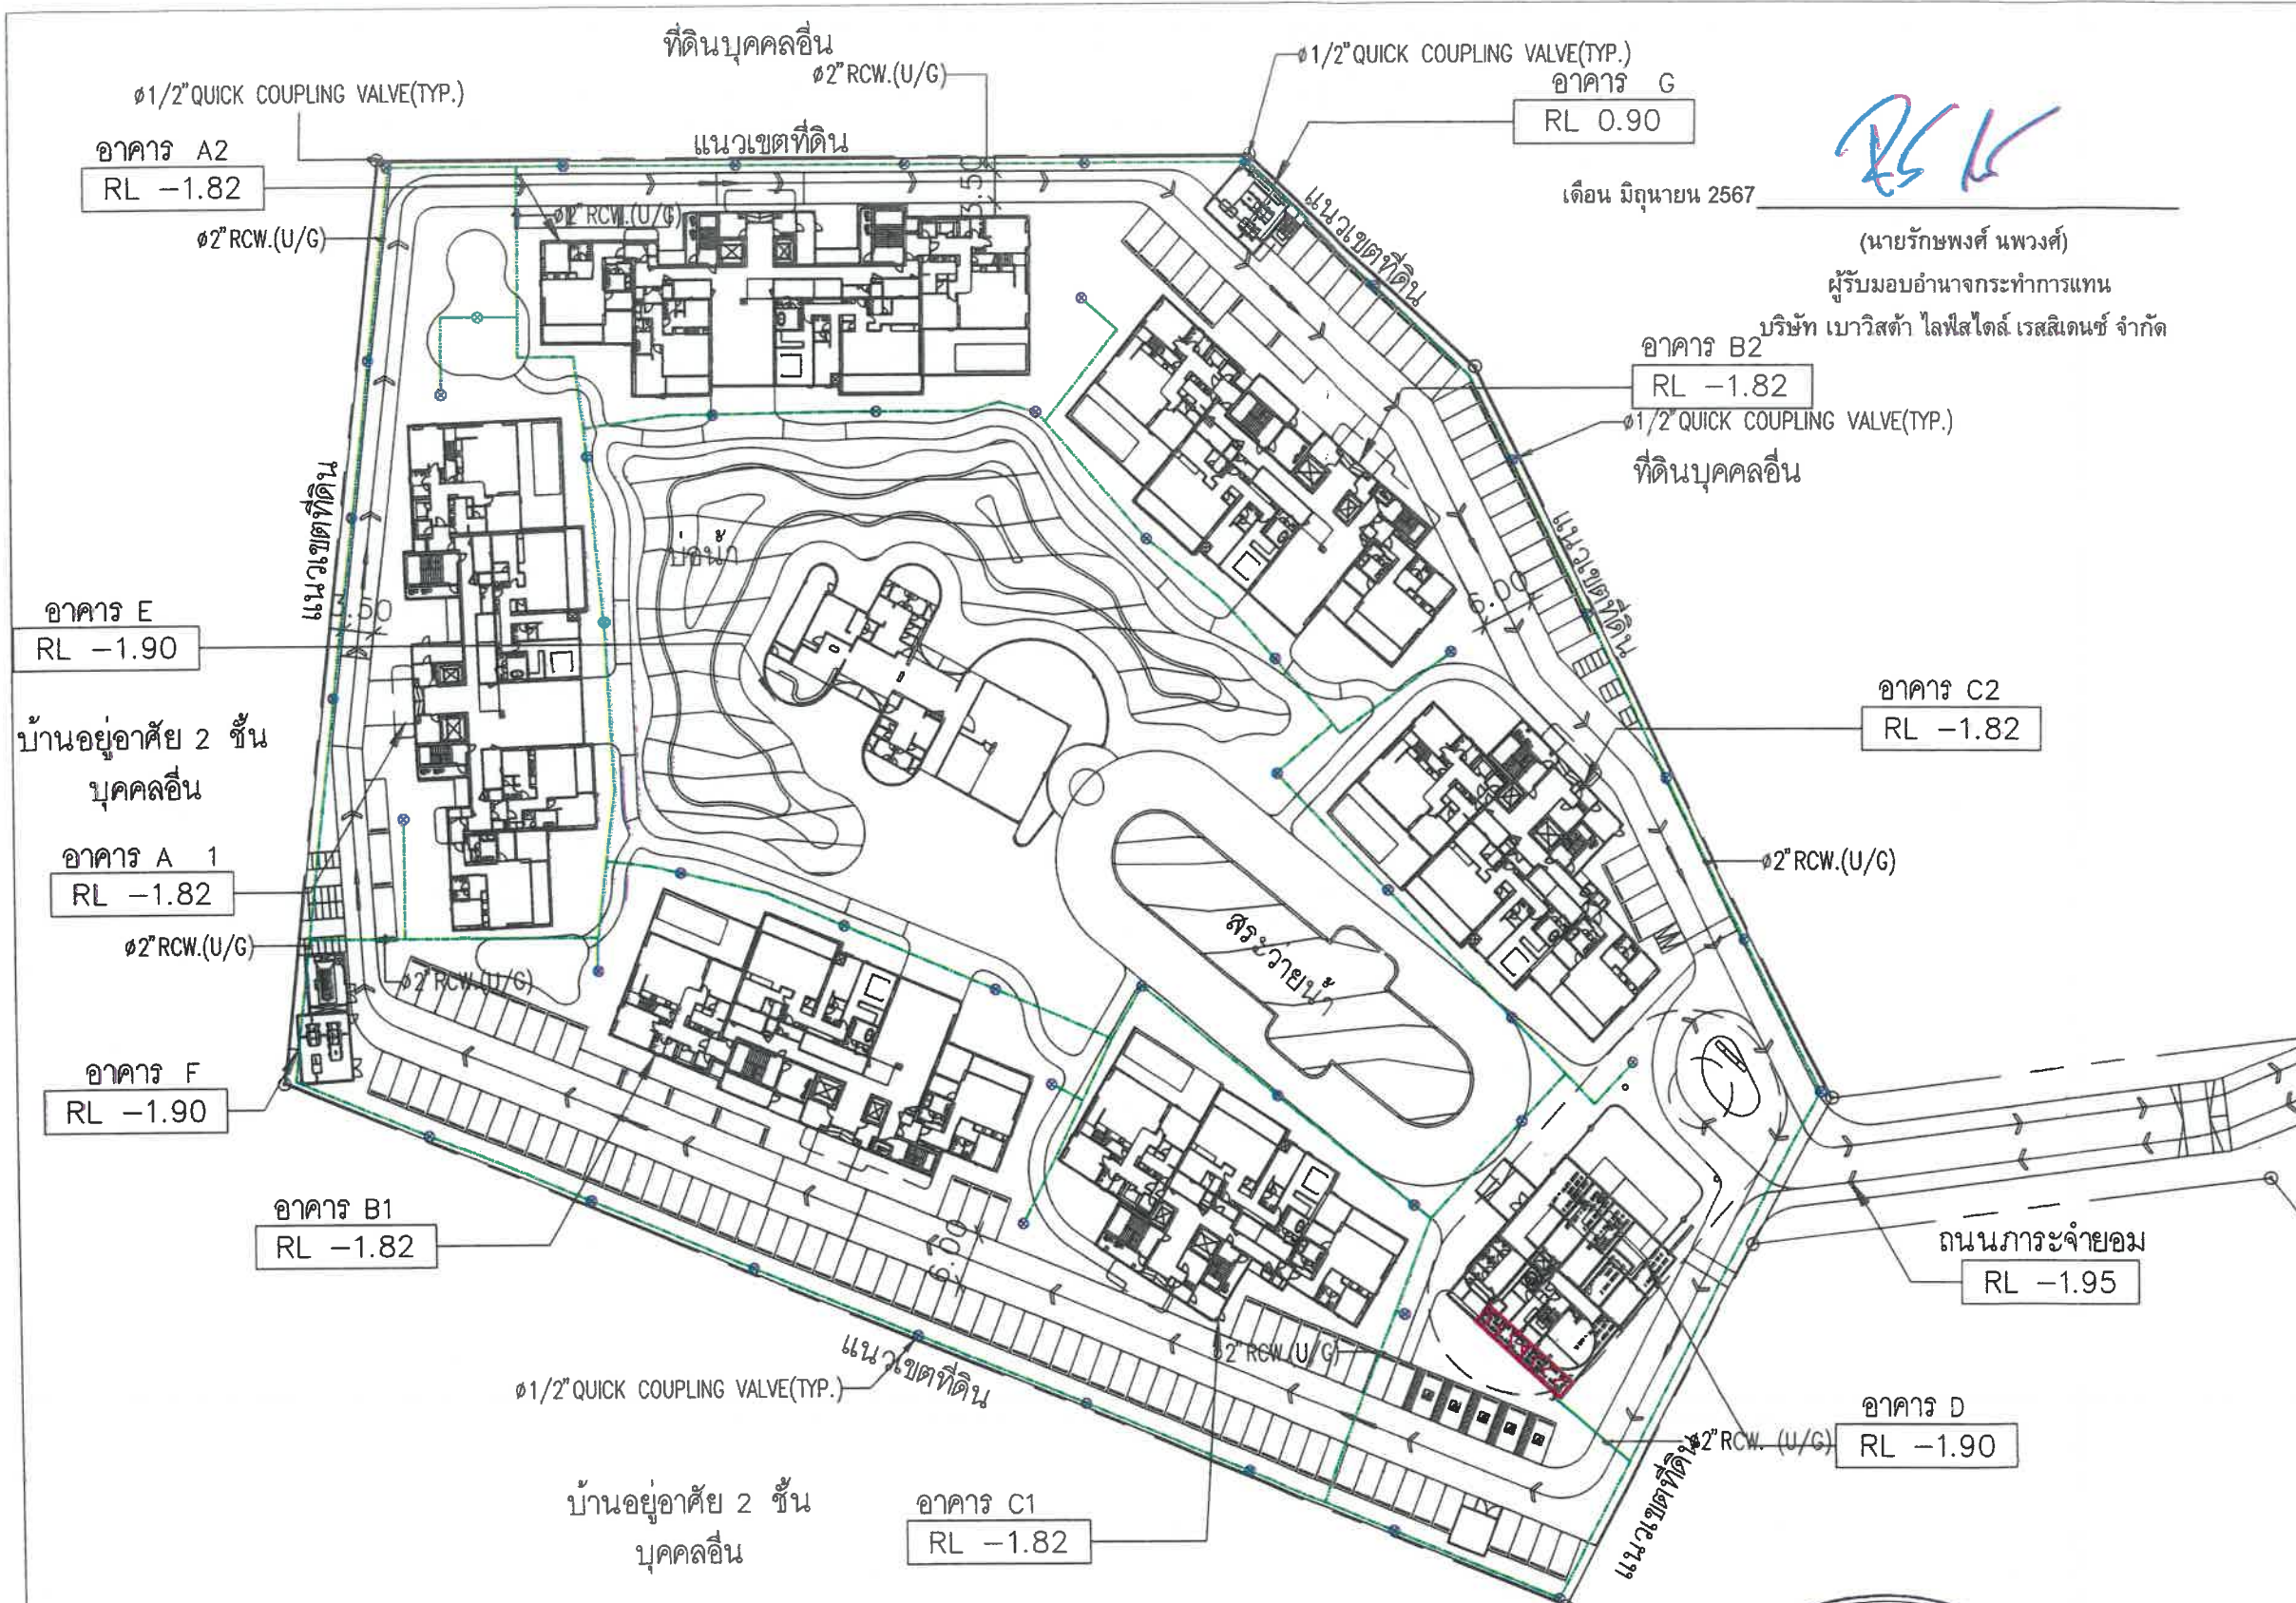 ที่ดินบุคคลอื่น
ø2"RCW.(U/G)
ø1/2"QUICK COUPLING VALVE(TYP.)
ø1/2"QUICK COUPLING VALVE(TYP.)
อาคาร G
RL 0.90
อาคาร A2
RL -1.82
แนวเขตที่ดิน
3.50
เดือน มิถุนายน 2567
(นายรักษพงศ์ นพวงศ์)
ผู้รับมอบอำนาจกระทำการแทน
บริษัท เบาวิสต้า ไลฟ์สไตล์ เรสสิเดนซ์ จำกัด
ø2"RCW.(U/G)
ø2"RCW.(U/G)
แนวเขตที่ดิน
อาคาร B2
RL -1.82
ø1/2"QUICK COUPLING VALVE(TYP.)
ที่ดินบุคคลอื่น
แนวเขตที่ดิน
บ่อน้ำ
แนวเขตที่ดิน
6.00
3.50
อาคาร E
RL -1.90
อาคาร C2
RL -1.82
บ้านอยู่อาศัย 2 ชั้น
บุคคลอื่น
อาคาร A 1
RL -1.82
ø2"RCW.(U/G)
ø2"RCW.(U/G)
ø2"RCW.(U/G)
สระว่ายน้ำ
อาคาร F
RL -1.90
อาคาร B1
RL -1.82
6.00
ถนนภาระจำยอม
RL -1.95
ø1/2"QUICK COUPLING VALVE(TYP.)
แนวเขตที่ดิน
2"RCW.(U/G)
ø2"RCW. (U/G)
อาคาร D
RL -1.90
แนวเขตที่ดิน
บ้านอยู่อาศัย 2 ชั้น
บุคคลอื่น
อาคาร C1
RL -1.82